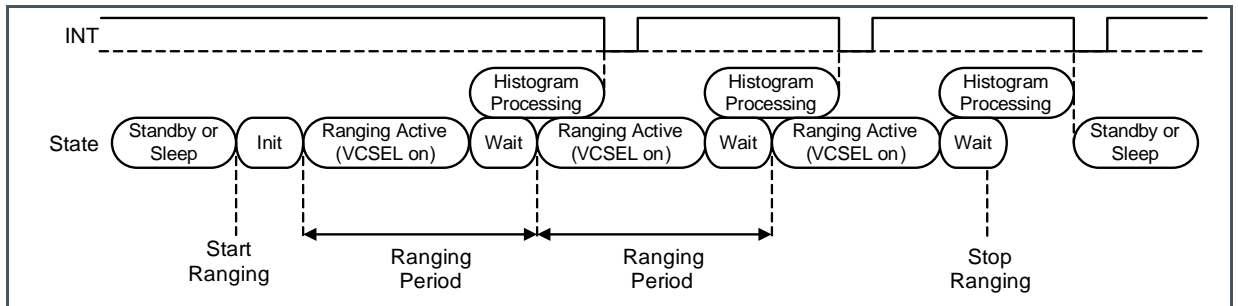 INT
Histogram
Processing
Histogram
Processing
Histogram
Processing
State
Standby or
Sleep
Init
Ranging Active
(VCSEL on)
Wait
Ranging Active
(VCSEL on)
Wait
Ranging Active
(VCSEL on)
Wait
Standby or
Sleep
Start
Ranging
Ranging
Period
Ranging
Period
Stop
Ranging